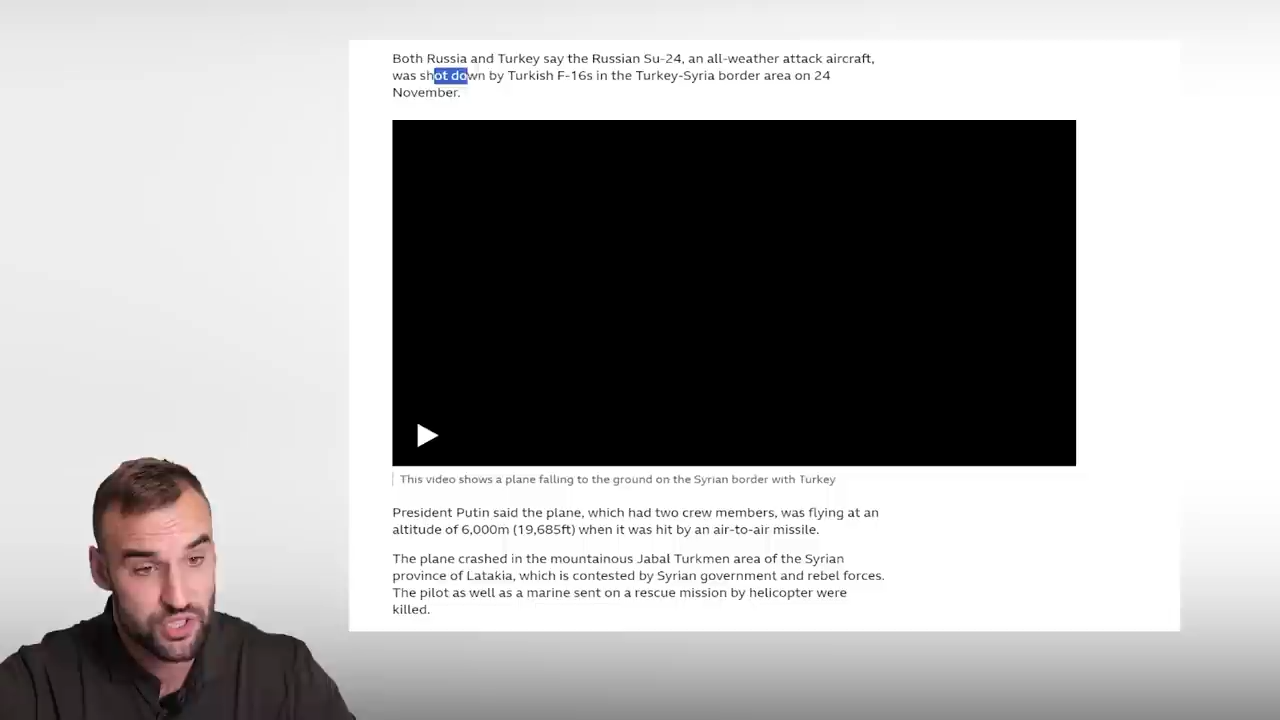 Both Russia and Turkey say the Russian Su-24, an all-weather attack aircraft,
was shot down by Turkish F-16s in the Turkey-Syria border area on 24
November.
This video shows a plane falling to the ground on the Syrian border with Turkey
President Putin said the plane, which had two crew members, was flying at an
altitude of 6,000m (19,685ft) when it was hit by an air-to-air missile.
The plane crashed in the mountainous Jabal Turkmen area of the Syrian
province of Latakia, which is contested by Syrian government and rebel forces.
The pilot as well as a marine sent on a rescue mission by helicopter were
killed.